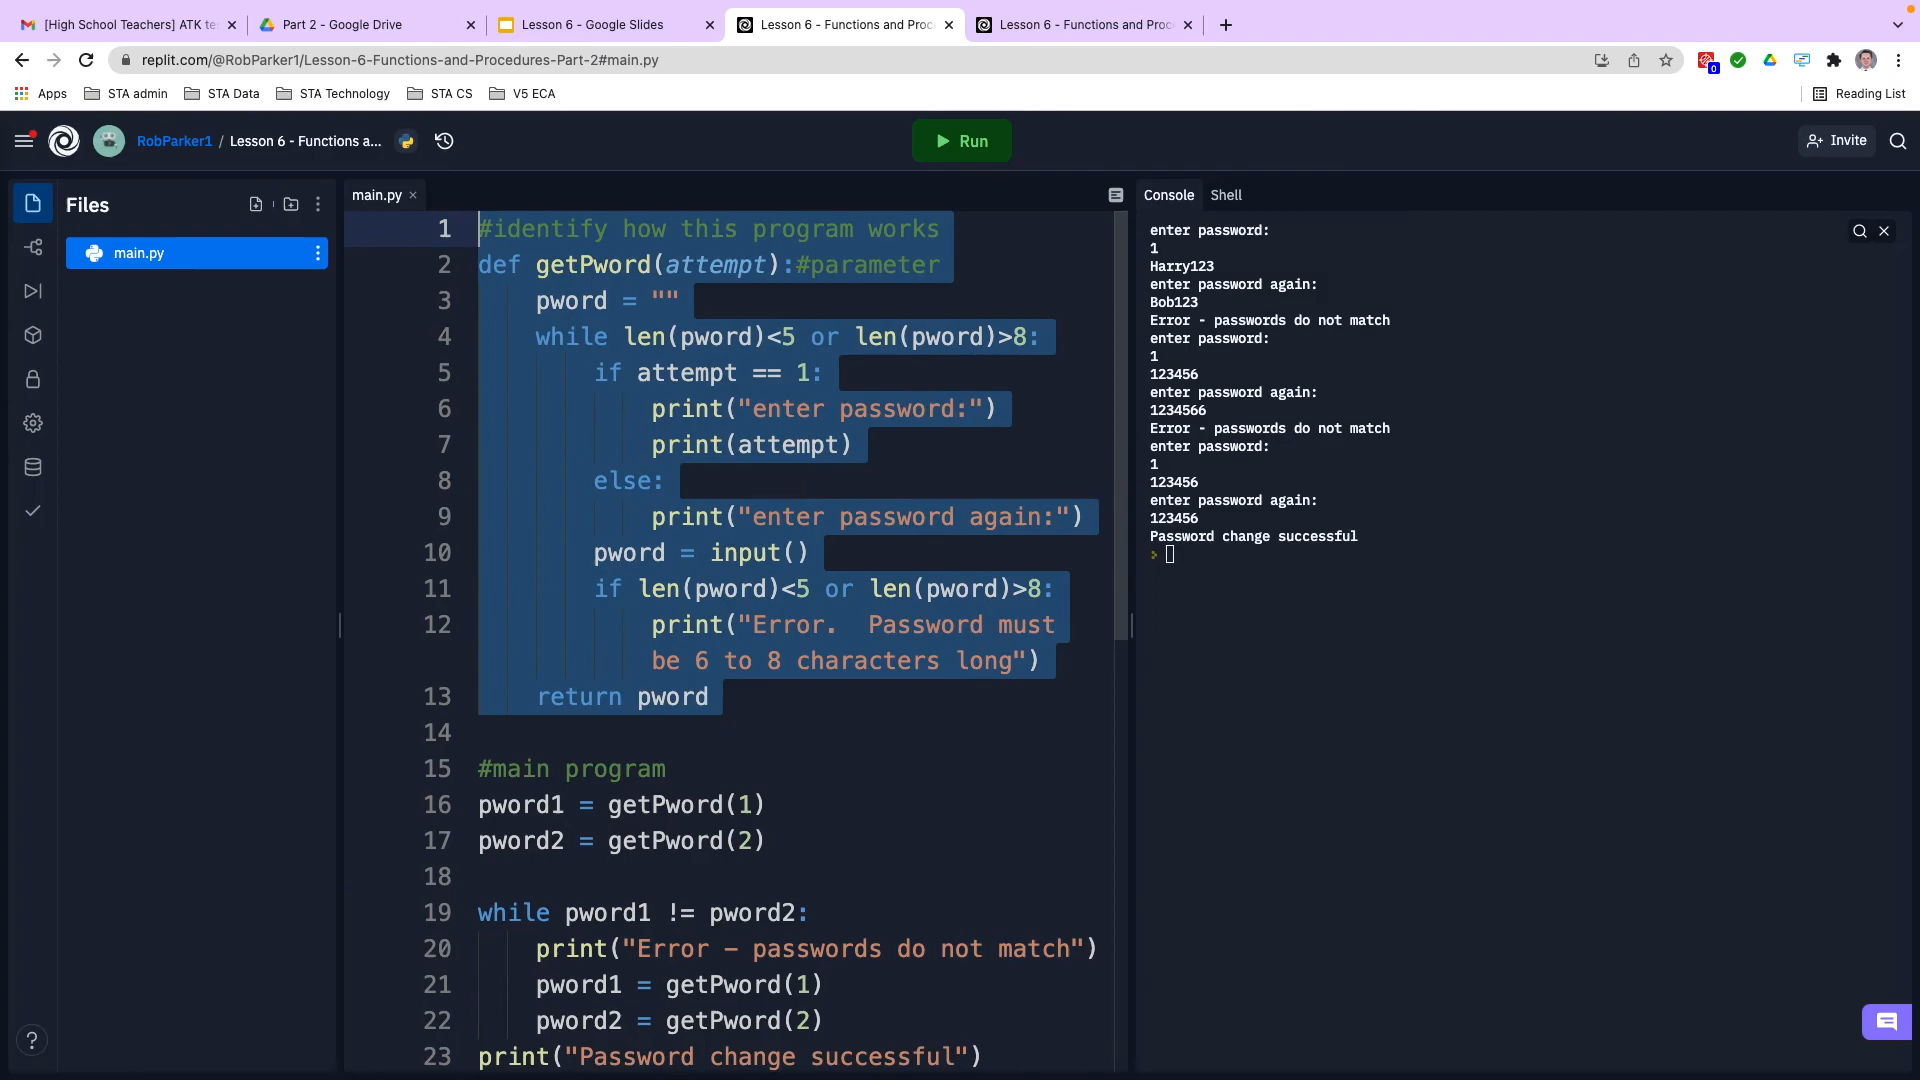 [High School Teachers] ATK te
Part 2 - Google Drive
Lesson 6 - Google Slides
Lesson 6 - Functions and Proc
Lesson 6 - Functions and Proc
replit.com/@RobParker1/Lesson-6-Functions-and-Procedures-Part-2#main.py
0
Apps
STA admin
STA Data
STA Technology
STA CS
V5 ECA
Reading List
RobParker1 / Lesson 6 - Functions a...
Run
Invite
Files
main.py
main.py
1 #identify how this program works
2 def getPword(attempt):#parameter
3 pword = ""
4 while len(pword)<5 or len(pword)>8:
5 if attempt == 1:
6 print("enter password:")
7 print(attempt)
8 else:
9 print("enter password again:")
10 pword = input()
11 if len(pword)<5 or len(pword)>8:
12 print("Error.  Password must
be 6 to 8 characters long")
13 return pword
14
15 #main program
16 pword1 = getPword(1)
17 pword2 = getPword(2)
18
19 while pword1 != pword2:
20 print("Error – passwords do not match")
21 pword1 = getPword(1)
22 pword2 = getPword(2)
23 print("Password change successful")
Console
Shell
enter password:
1
Harry123
enter password again:
Bob123
Error - passwords do not match
enter password:
1
123456
enter password again:
1234566
Error - passwords do not match
enter password:
1
123456
enter password again:
123456
Password change successful